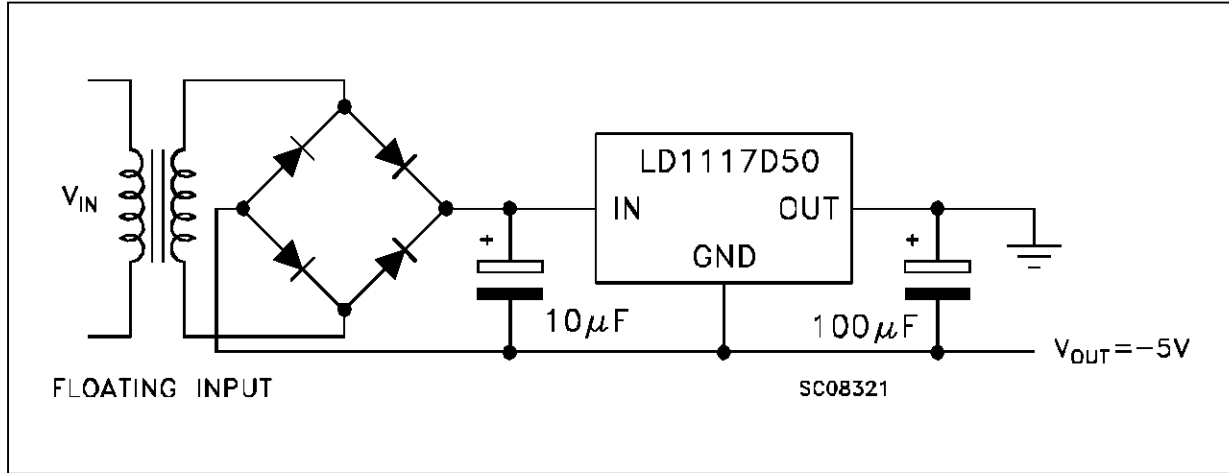 LD1117D50
V_IN
IN
OUT
+
+
GND
10µF
100µF
V_OUT=−5V
FLOATING INPUT
SC08321